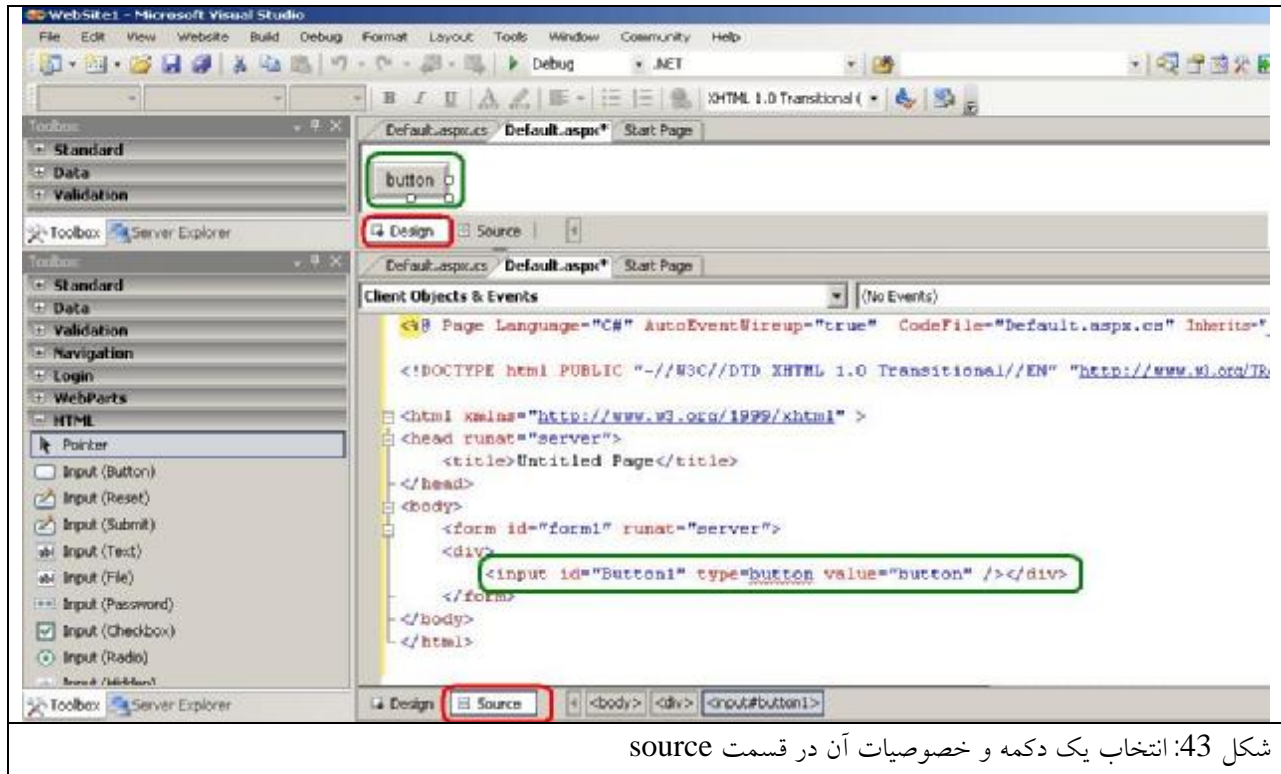 WebSite1 - Microsoft Visual Studio
File Edit View Website Build Debug Format Layout Tools Window Community Help
Debug .NET
B I U A XHTML 1.0 Transitional (
Toolbox Default.aspx.cs Default.aspx* Start Page
Standard
Data
Validation
button
Toolbox Server Explorer Design Source
Toolbox Default.aspx.cs Default.aspx* Start Page
Client Objects & Events (No Events)
Standard
Data
Validation
Navigation
Login
WebParts
HTML
Pointer
Input (Button)
Input (Reset)
Input (Submit)
Input (Text)
Input (File)
Input (Password)
Input (Checkbox)
Input (Radio)
Input (Hidden)
<%@ Page Language="C#" AutoEventWireup="true" CodeFile="Default.aspx.cs" Inherits="_
<!DOCTYPE html PUBLIC "-//W3C//DTD XHTML 1.0 Transitional//EN" "http://www.w3.org/TR
<html xmlns="http://www.w3.org/1999/xhtml" >
<head runat="server">
<title>Untitled Page</title>
</head>
<body>
<form id="form1" runat="server">
<div>
<input id="Button1" type=button value="button" /></div>
</form>
</body>
</html>
Toolbox Server Explorer Design Source <body> <div> <input#button1>
شکل 43: انتخاب یک دکمه و خصوصیات آن در قسمت source